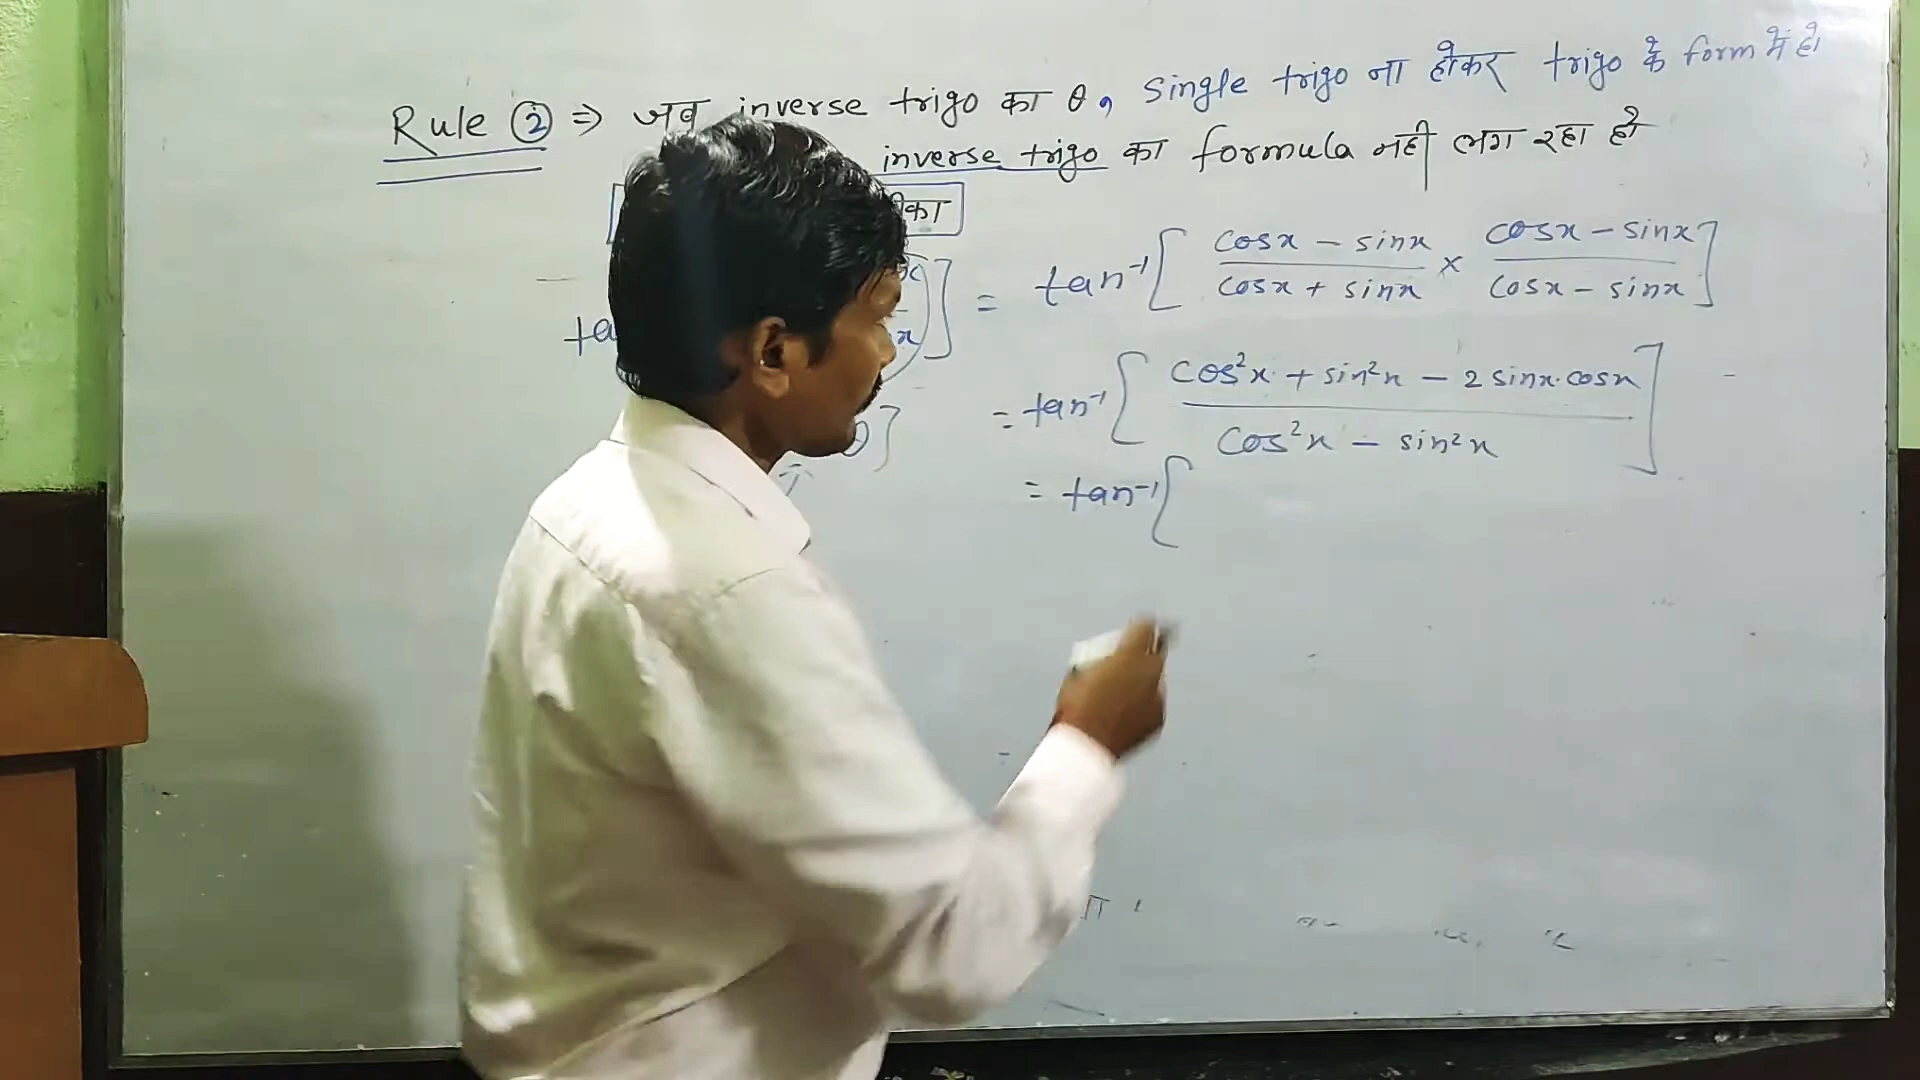 Rule ② ⇒ जब inverse trigo का θ, single trigo ना होकर trigo के form में हो
inverse trigo का formula नहीं लग रहा हो
= tan⁻¹[ (cosx − sinx)/(cosx + sinx) × (cosx − sinx)/(cosx − sinx) ]
= tan⁻¹[ (cos²x + sin²x − 2 sinx·cosx)/(cos²x − sin²x) ]
= tan⁻¹[